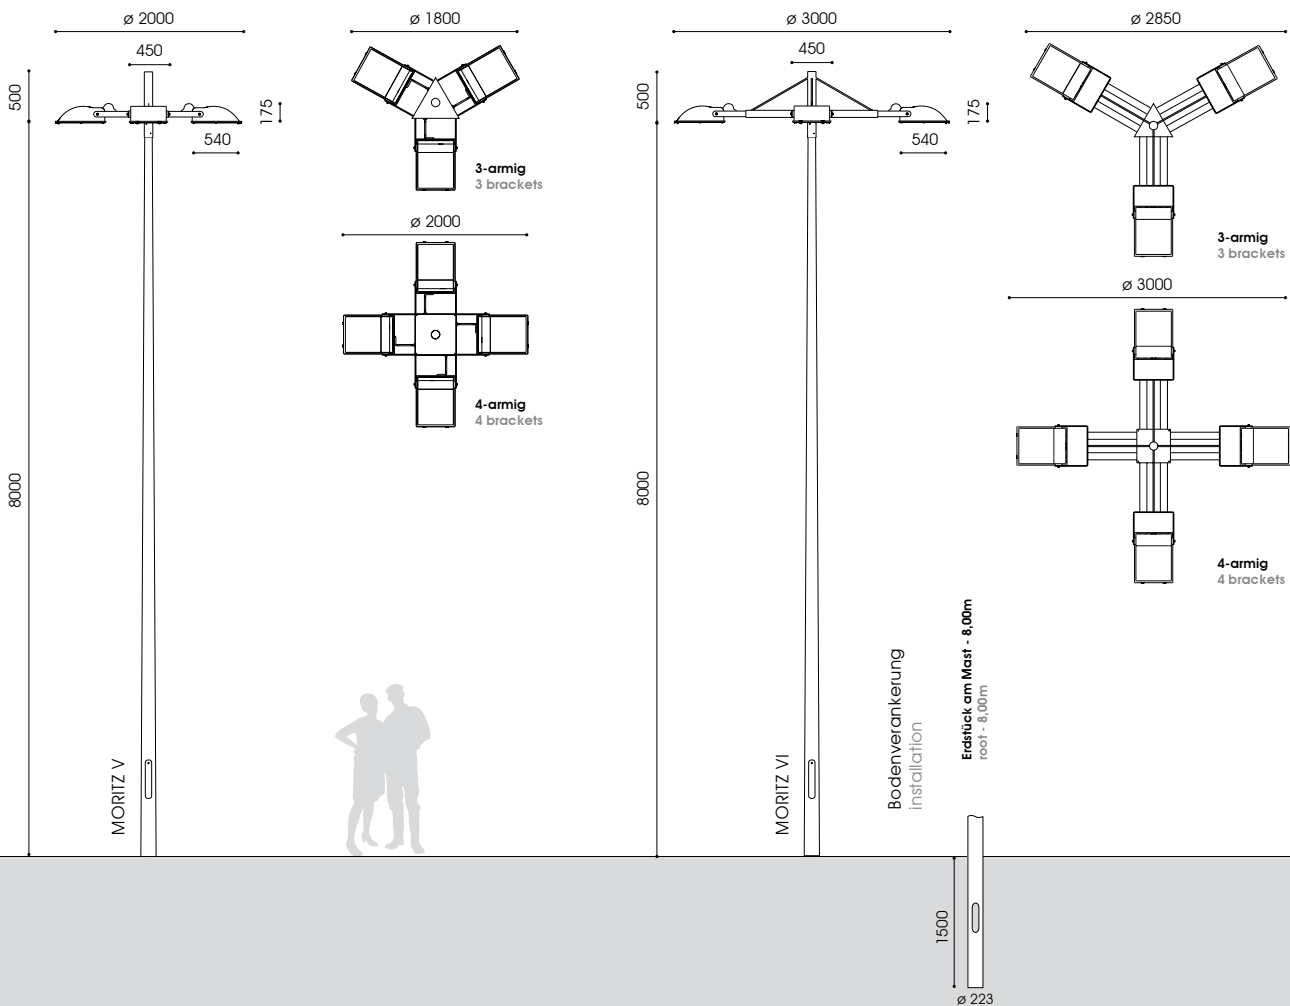 ø 2000
450
500
175
540
8000
MORITZ V
ø 1800
3-armig
3 brackets
ø 2000
4-armig
4 brackets
ø 3000
450
500
175
540
8000
MORITZ VI
ø 2850
3-armig
3 brackets
ø 3000
4-armig
4 brackets
Bodenverankerung
installation
Erdstück am Mast - 8,00m
root - 8,00m
1500
ø 223